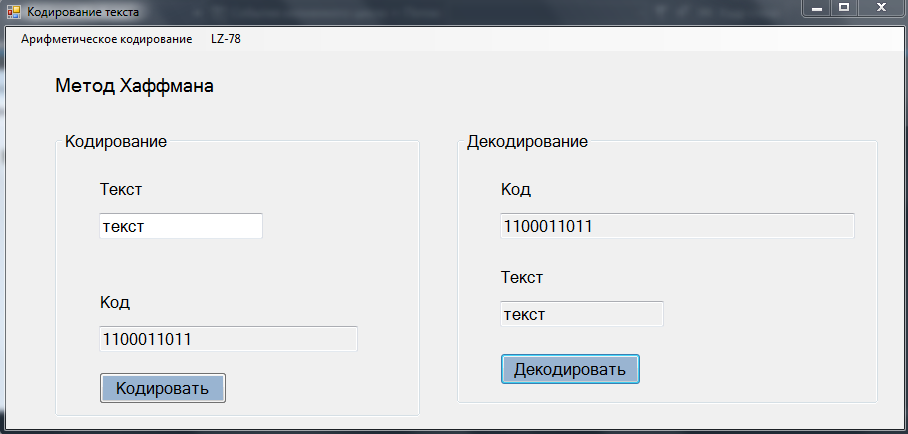 Кодирование текста
Арифметическое кодирование LZ-78
Метод Хаффмана
Кодирование
Текст
текст
Код
1100011011
Кодировать
Декодирование
Код
1100011011
Текст
текст
Декодировать